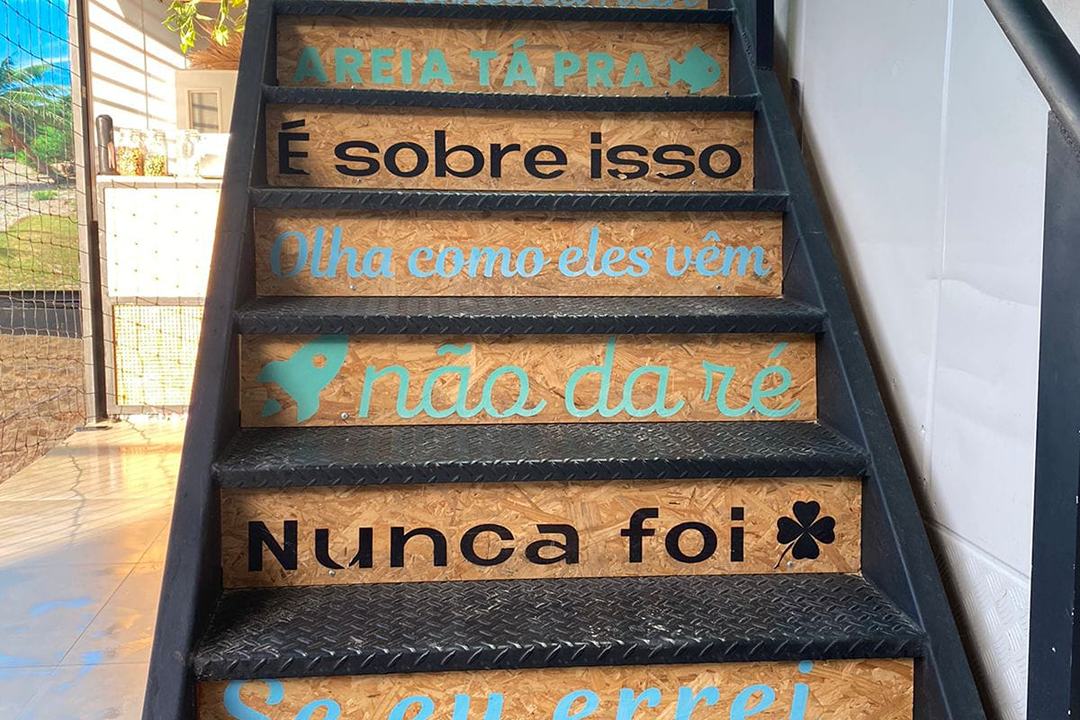 AREIA TÁ PRA
É sobre isso
Olha como eles vêm
não da ré
Nunca foi
Se eu errei